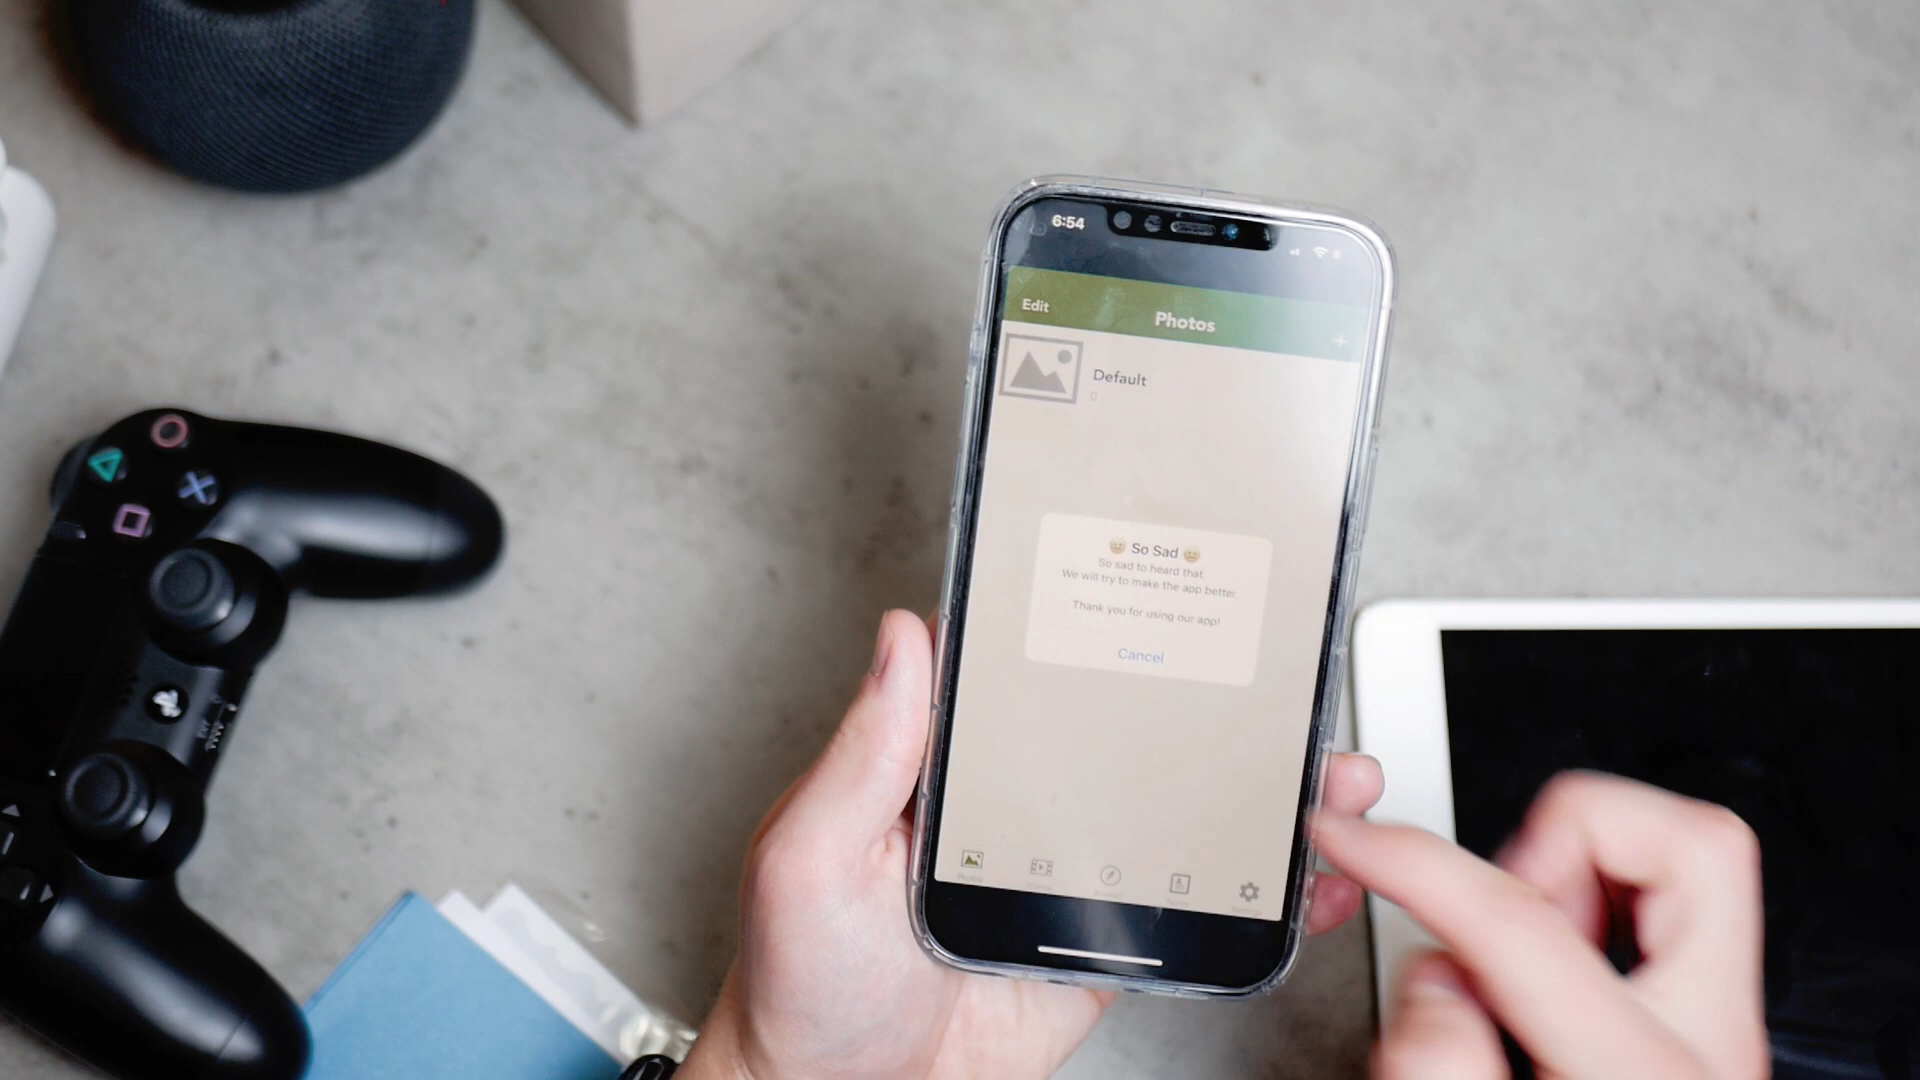 6:54
Edit
Photos
+
Default
0
😀 So Sad 😀
So sad to heard that.
We will try to make the app better.
Thank you for using our app!
Cancel
Photos